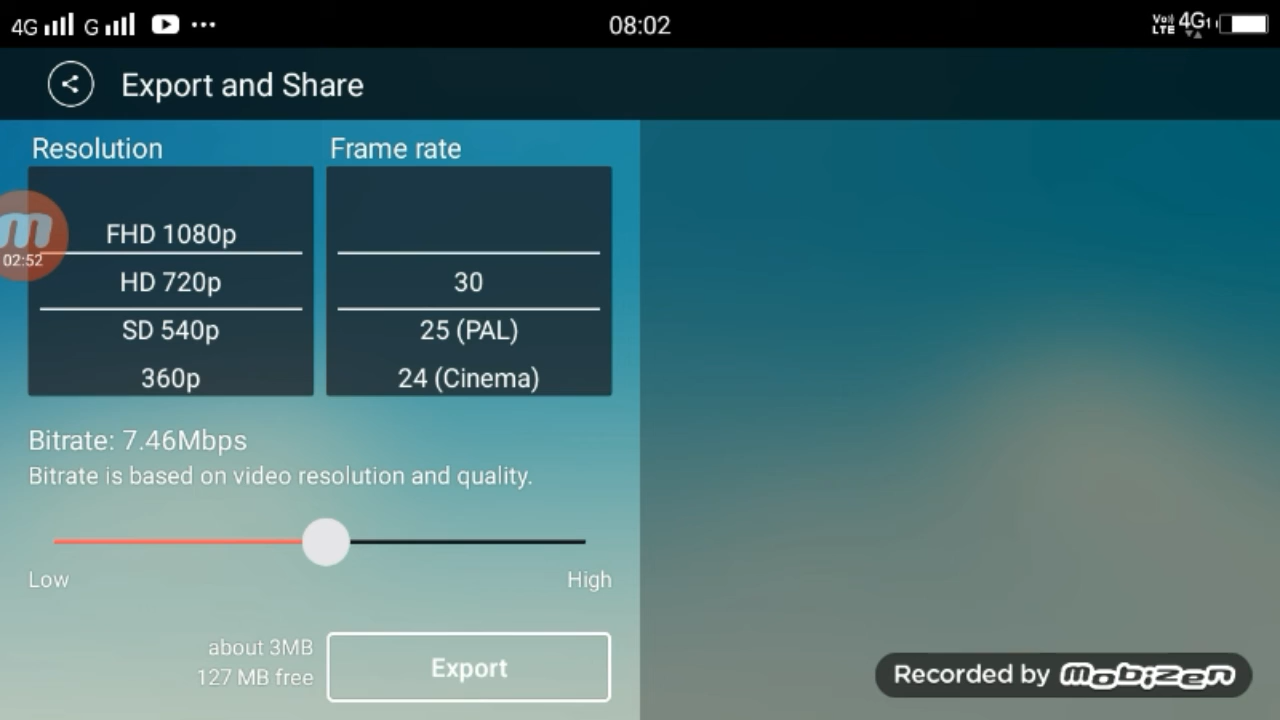 4G G ... 08:02 VoLTE 4G1
Export and Share
Resolution Frame rate
FHD 1080p
HD 720p 30
SD 540p 25 (PAL)
360p 24 (Cinema)
m
02:52
Bitrate: 7.46Mbps
Bitrate is based on video resolution and quality.
Low High
about 3MB
127 MB free
Export
Recorded by mobizen